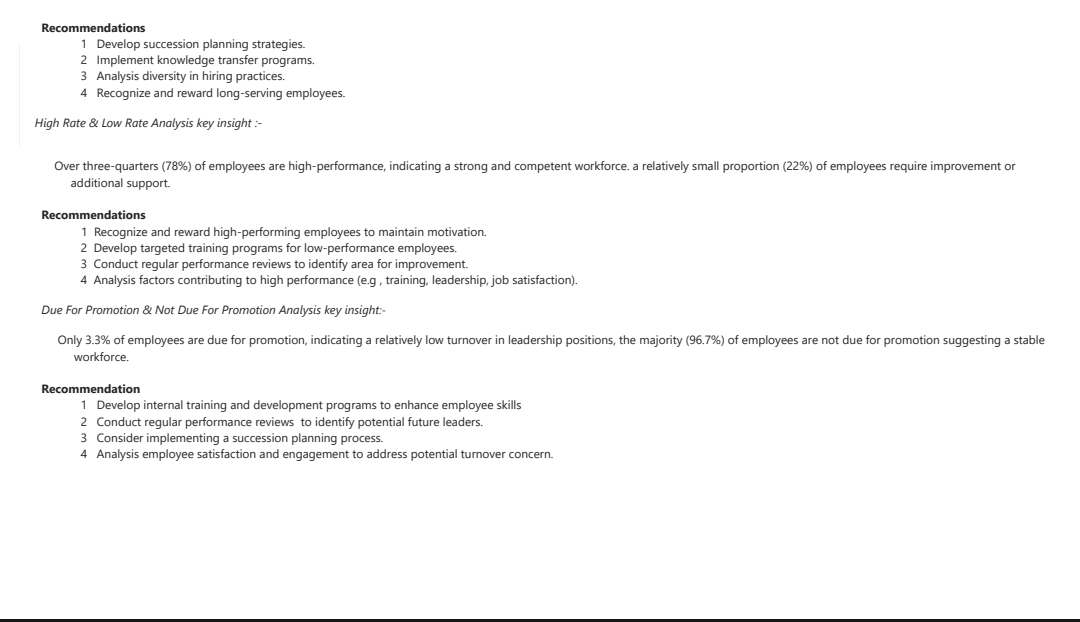 Recommendations
1 Develop succession planning strategies.
2 Implement knowledge transfer programs.
3 Analysis diversity in hiring practices.
4 Recognize and reward long-serving employees.
High Rate & Low Rate Analysis key insight :-
Over three-quarters (78%) of employees are high-performance, indicating a strong and competent workforce. a relatively small proportion (22%) of employees require improvement or
additional support.
Recommendations
1 Recognize and reward high-performing employees to maintain motivation.
2 Develop targeted training programs for low-performance employees.
3 Conduct regular performance reviews to identify area for improvement.
4 Analysis factors contributing to high performance (e.g , training, leadership, job satisfaction).
Due For Promotion & Not Due For Promotion Analysis key insight:-
Only 3.3% of employees are due for promotion, indicating a relatively low turnover in leadership positions, the majority (96.7%) of employees are not due for promotion suggesting a stable
workforce.
Recommendation
1 Develop internal training and development programs to enhance employee skills
2 Conduct regular performance reviews  to identify potential future leaders.
3 Consider implementing a succession planning process.
4 Analysis employee satisfaction and engagement to address potential turnover concern.